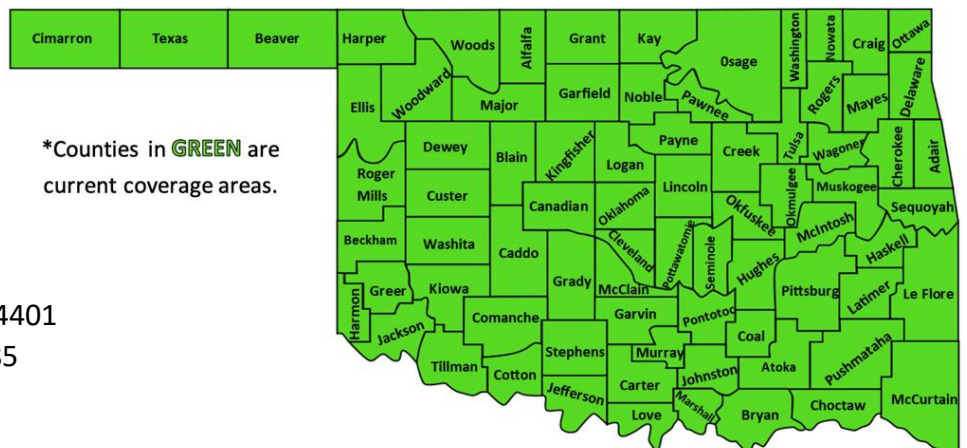 Cimarron Texas Beaver Harper Woods Alfalfa Grant Kay Osage Washington Nowata Craig Ottawa
Ellis Woodward Major Garfield Noble Pawnee Rogers Mayes Delaware
*Counties in GREEN are
current coverage areas.
Roger
Mills
Dewey Blain Kingfisher Logan Payne Creek Tulsa Wagoner Cherokee Adair
Custer Canadian Oklahoma Lincoln Okfuskee Okmulgee Muskogee Sequoyah
Beckham Washita Caddo Grady Cleveland Pottawatomie Seminole Hughes McIntosh Haskell
Harmon Greer Kiowa McClain Pittsburg Latimer Le Flore
4401
35
Jackson Comanche Garvin Pontotoc Coal
Tillman Cotton Stephens Murray Johnston Atoka Pushmataha
Jefferson Carter Love Marshall Bryan Choctaw McCurtain